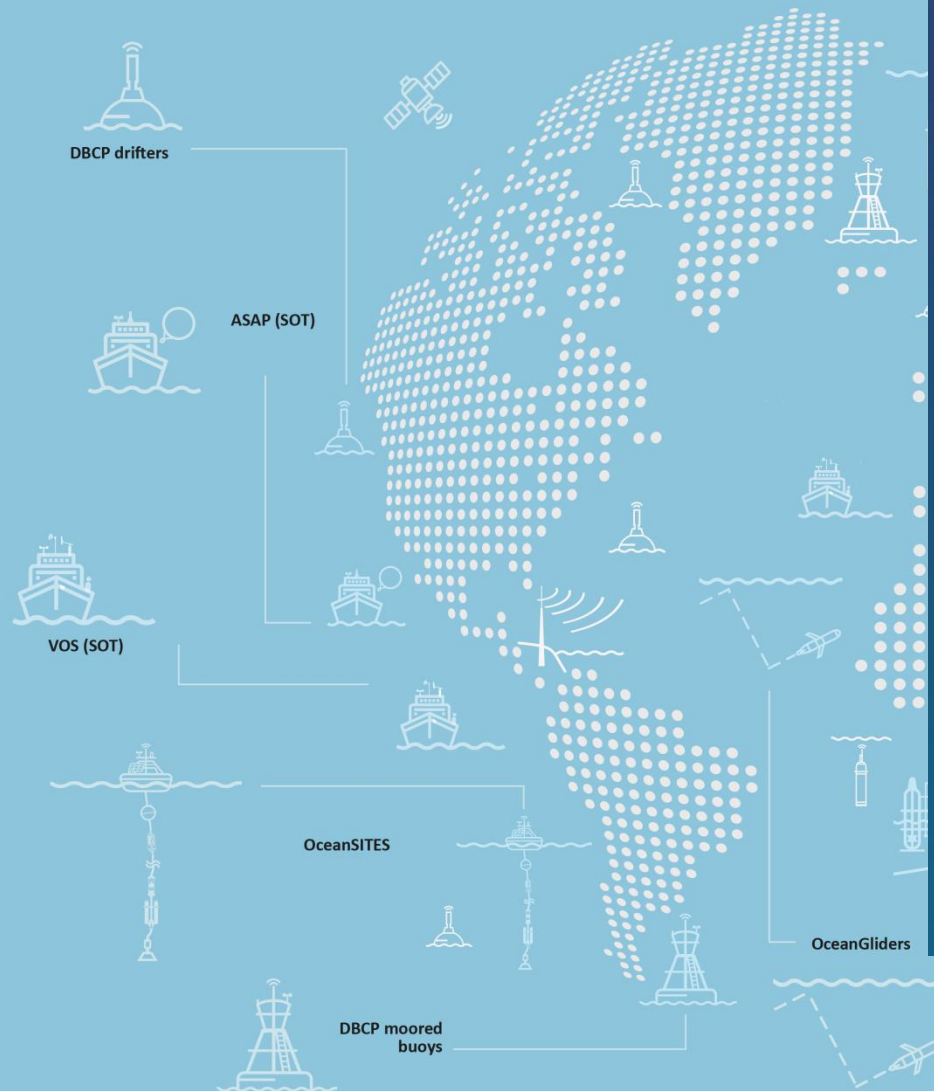 DBCP drifters
ASAP (SOT)
VOS (SOT)
OceanSITES
OceanGliders
DBCP moored
buoys